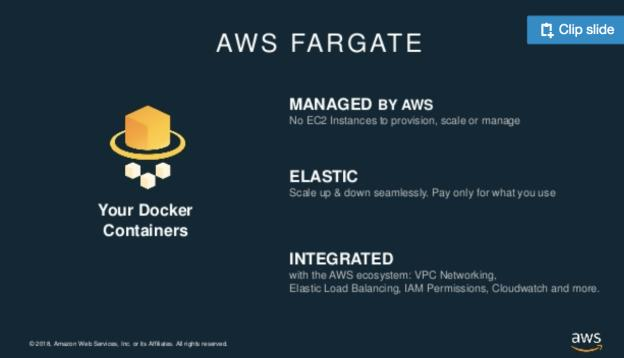 Clip slide
AWS FARGATE
MANAGED BY AWS
No EC2 Instances to provision, scale or manage
ELASTIC
Scale up & down seamlessly. Pay only for what you use
Your Docker
Containers
INTEGRATED
with the AWS ecosystem: VPC Networking,
Elastic Load Balancing, IAM Permissions, Cloudwatch and more.
© 2018, Amazon Web Services, Inc. or its Affiliates. All rights reserved.
aws